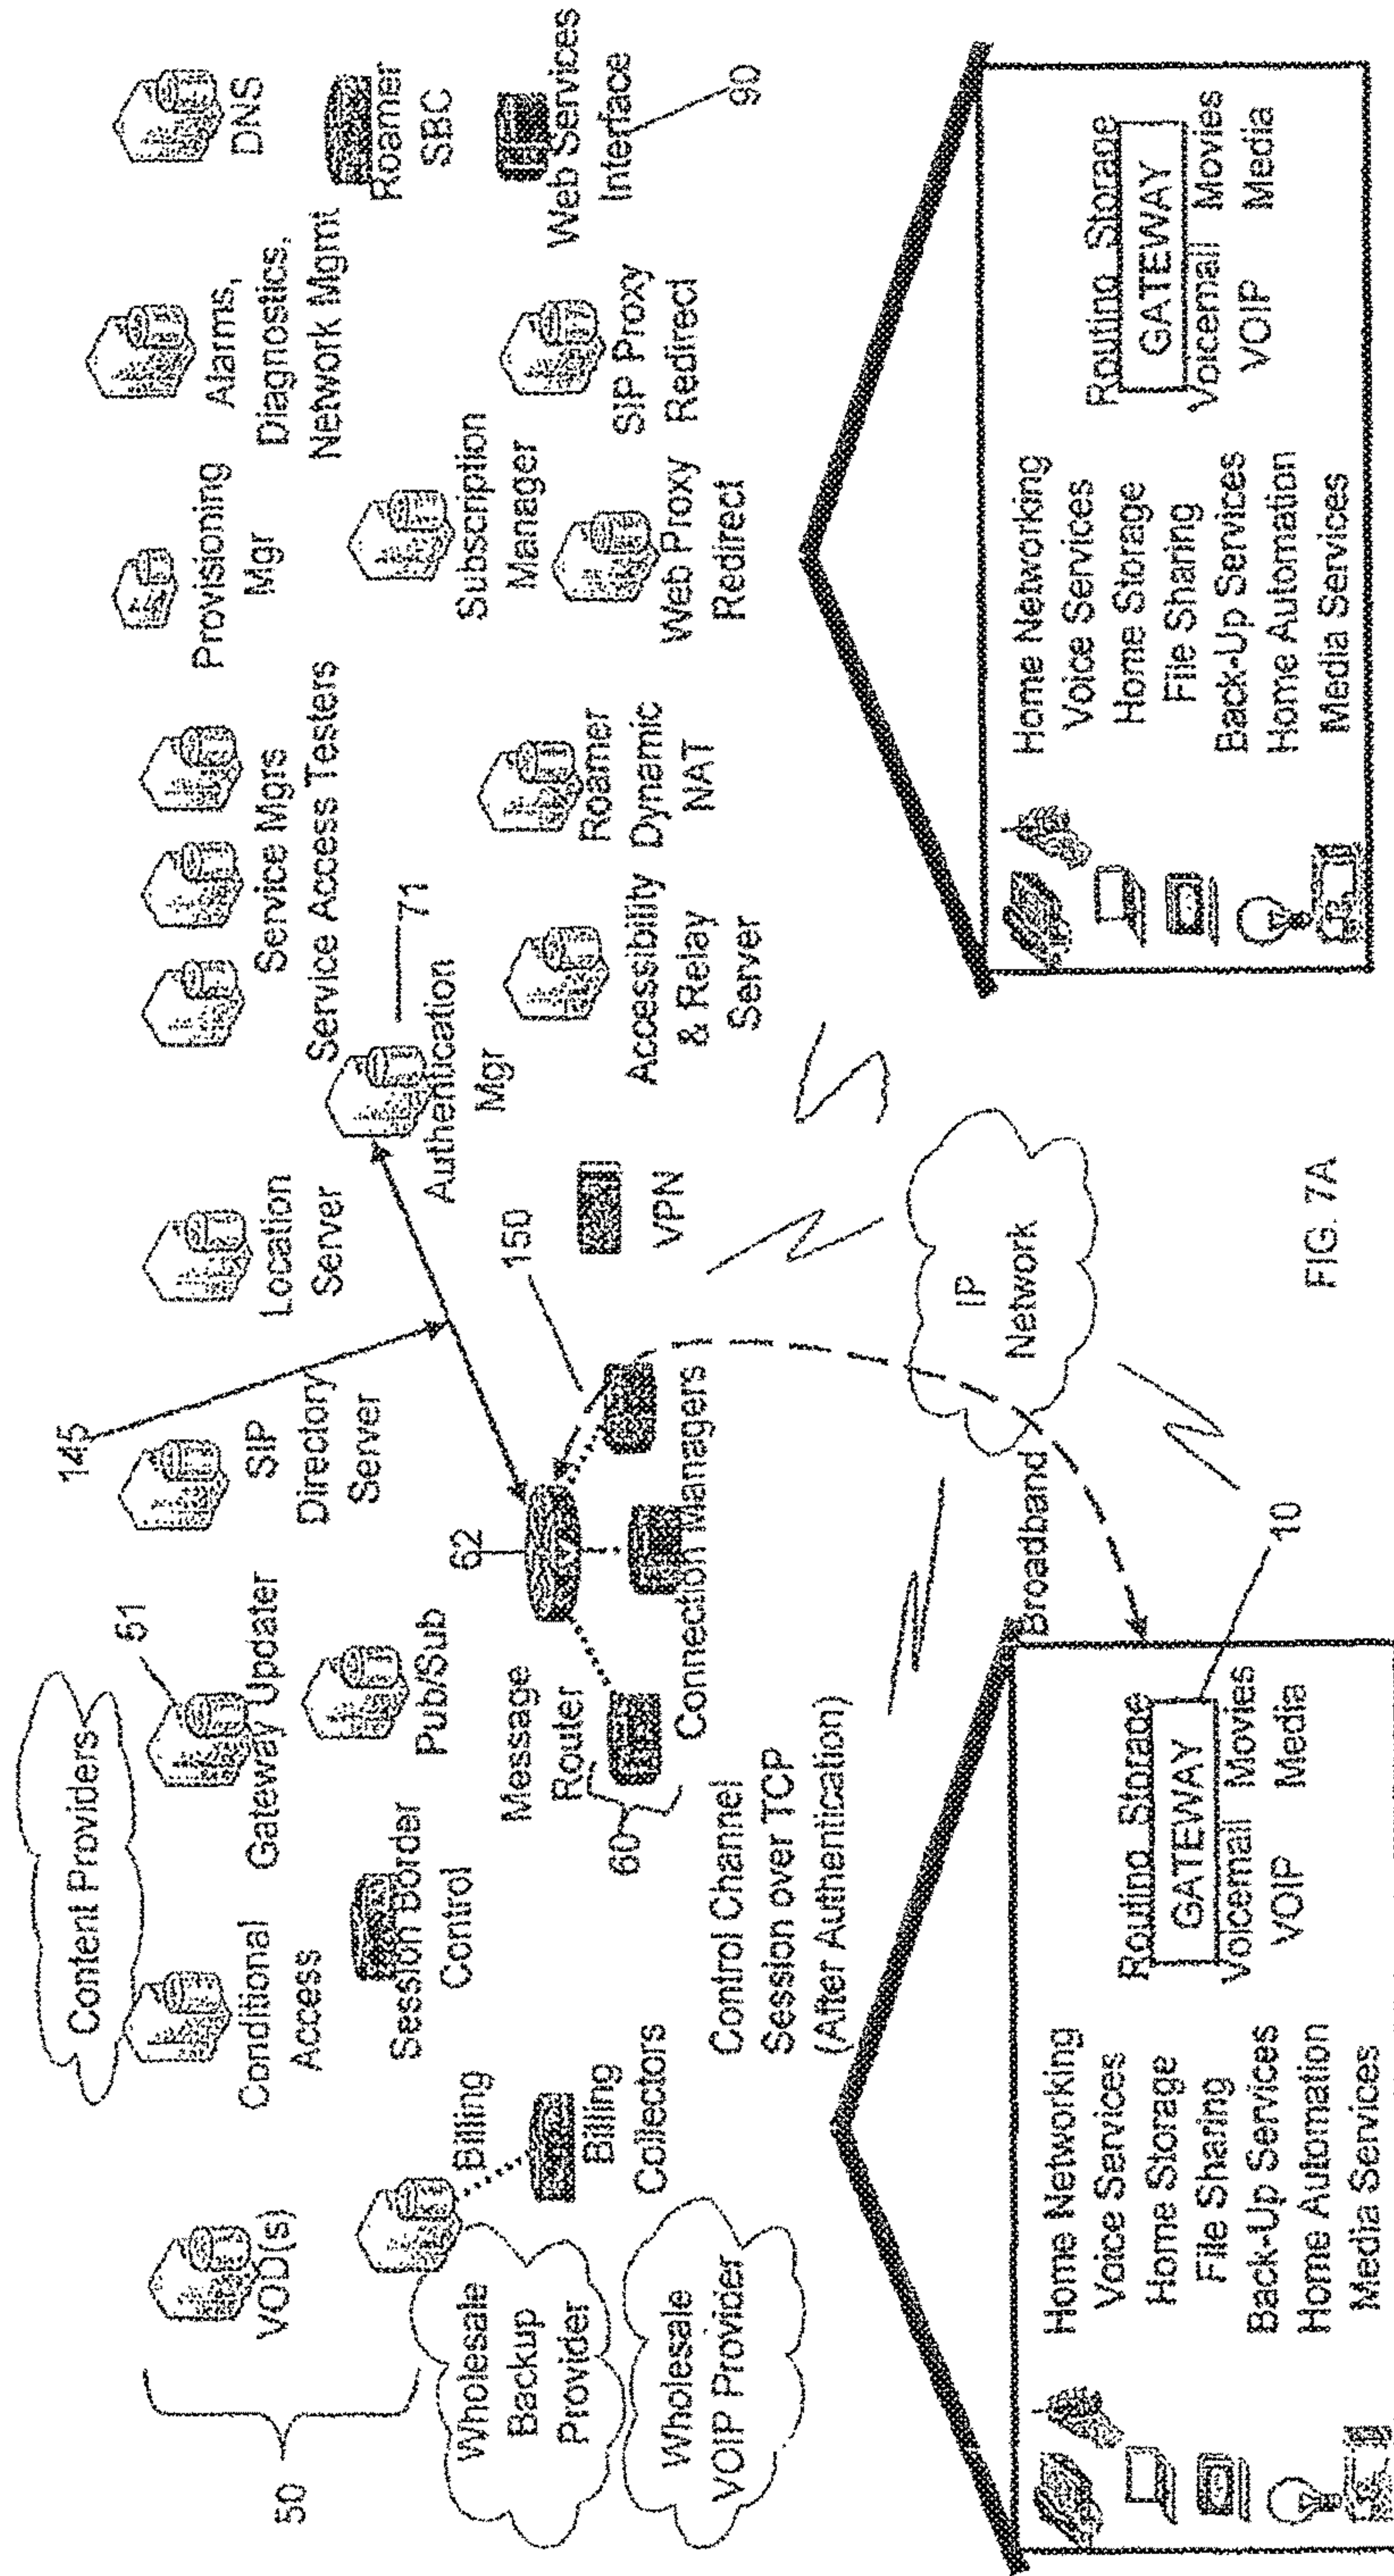 50
VOD(s)
Content Providers
Conditional
Access
61
Gateway Updater
145
SIP
Directory
Server
Location
Server
Service Mgrs
Service Access Testers
Provisioning
Mgr
Alarms,
Diagnostics,
Network Mgmt
DNS
Roamer
SBC
Web Services
Interface
90
Billing
Billing
Collectors
Session Border
Control
Pub/Sub
Message
Router
60
62
Connection Managers
150
VPN
71
Authentication
Mgr
Accessibility
& Relay
Server
Roamer
Dynamic
NAT
Subscription
Manager
Web Proxy
Redirect
SIP Proxy
Redirect
Wholesale
Backup
Provider
Wholesale
VOIP Provider
Control Channel
Session over TCP
(After Authentication)
Broadband
IP
Network
Home Networking
Voice Services
Home Storage
File Sharing
Back-Up Services
Home Automation
Media Services
Routing Storage
GATEWAY
Voicemail Movies
VOIP Media
10
Home Networking
Voice Services
Home Storage
File Sharing
Back-Up Services
Home Automation
Media Services
Routing Storage
GATEWAY
Voicemail Movies
VOIP Media
FIG. 7A